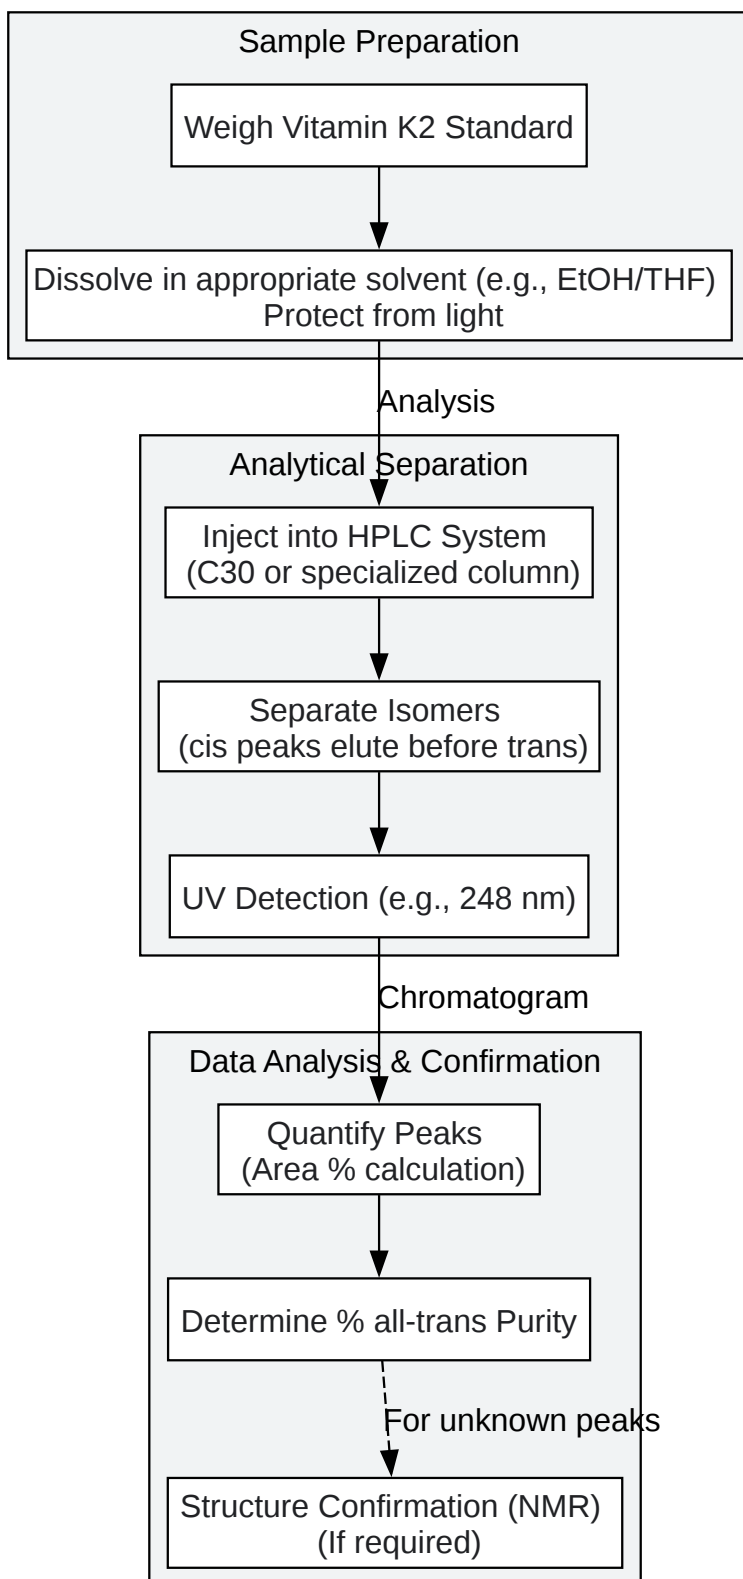 Sample Preparation
Weigh Vitamin K2 Standard
Dissolve in appropriate solvent (e.g., EtOH/THF)
Protect from light
Analysis
Analytical Separation
Inject into HPLC System
(C30 or specialized column)
Separate Isomers
(cis peaks elute before trans)
UV Detection (e.g., 248 nm)
Chromatogram
Data Analysis & Confirmation
Quantify Peaks
(Area % calculation)
Determine % all-trans Purity
For unknown peaks
Structure Confirmation (NMR)
(If required)